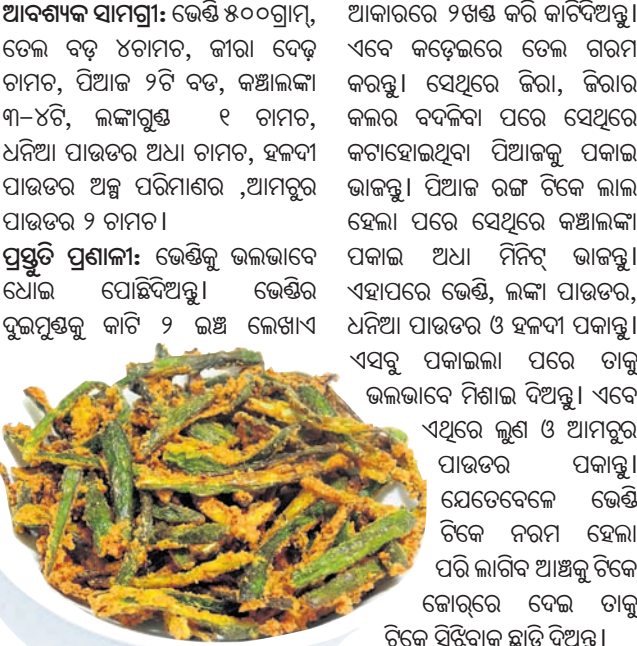 ଆବଶ୍ୟକ ସାମଗ୍ରୀ: ଭେଣ୍ଡି ୫୦୦ଗ୍ରାମ୍,
ତେଲ ବଡ଼ ୪ଚାମଚ, ଜୀରା ଦେଢ଼
ଚାମଚ, ପିଆଜ ୨ଟି ବଡ, କଞ୍ଚାଲଙ୍କା
୩-୪ଟି, ଲଙ୍କାଗୁଣ୍ଡ ୧ ଚାମଚ,
ଧନିଆ ପାଉଡର ଅଧା ଚାମଚ, ହଳଦୀ
ପାଉଡର ଅଳ୍ପ ପରିମାଣର ,ଆମଚୁର
ପାଉଡର ୨ ଚାମଚ।
ପ୍ରସ୍ତୁତି ପ୍ରଣାଳୀ: ଭେଣ୍ଡିକୁ ଭଲଭାବେ
ଧୋଇ ପୋଛିଦିଅନ୍ତୁ। ଭେଣ୍ଡିର
ଦୁଇମୁଣ୍ଡକୁ କାଟି ୨ ଇଞ୍ଚ ଲେଖାଏ
ଆକାରରେ ୨ଖଣ୍ଡ କରି କାଟିଦିଅନ୍ତୁ।
ଏବେ କଡ଼େଇରେ ତେଲ ଗରମ
କରନ୍ତୁ। ସେଥିରେ ଜିରା, ଜିରାର
କଲର ବଦଳିବା ପରେ ସେଥିରେ
କଟାହୋଇଥିବା ପିଆଜକୁ ପକାଇ
ଭାଜନ୍ତୁ। ପିଆଜ ରଙ୍ଗ ଟିକେ ଲାଲ
ହେଲା ପରେ ସେଥିରେ କଞ୍ଚାଲଙ୍କା
ପକାଇ ଅଧା ମିନିଟ୍ ଭାଜନ୍ତୁ।
ଏହାପରେ ଭେଣ୍ଡି, ଲଙ୍କା ପାଉଡର,
ଧନିଆ ପାଉଡର ଓ ହଳଦୀ ପକାନ୍ତୁ।
ଏସବୁ ପକାଇଲା ପରେ ତାକୁ
ଭଲଭାବେ ମିଶାଇ ଦିଅନ୍ତୁ। ଏବେ
ଏଥିରେ ଲୁଣ ଓ ଆମଚୁର
ପାଉଡର ପକାନ୍ତୁ।
ଯେତେବେଳେ ଭେଣ୍ଡି
ଟିକେ ନରମ ହେଲା
ପରି ଲାଗିବ ଆଞ୍ଚକୁ ଟିକେ
ଜୋର୍‌ରେ ଦେଇ ତାକୁ
ଟିକେ ସିଝିବାକୁ ଛାଡ଼ି ଦିଅନ୍ତୁ।